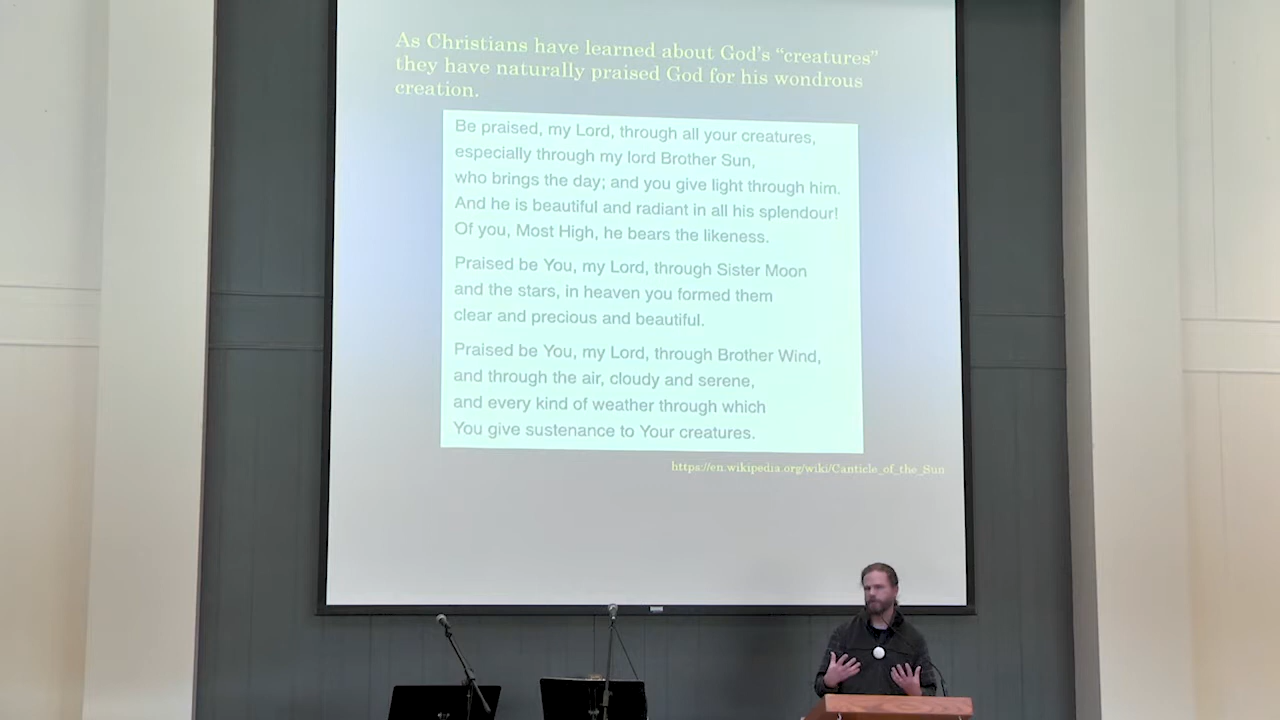 As Christians have learned about God's “creatures”
they have naturally praised God for his wondrous
creation.
Be praised, my Lord, through all your creatures,
especially through my lord Brother Sun,
who brings the day; and you give light through him.
And he is beautiful and radiant in all his splendour!
Of you, Most High, he bears the likeness.
Praised be You, my Lord, through Sister Moon
and the stars, in heaven you formed them
clear and precious and beautiful.
Praised be You, my Lord, through Brother Wind,
and through the air, cloudy and serene,
and every kind of weather through which
You give sustenance to Your creatures.
https://en.wikipedia.org/wiki/Canticle_of_the_Sun